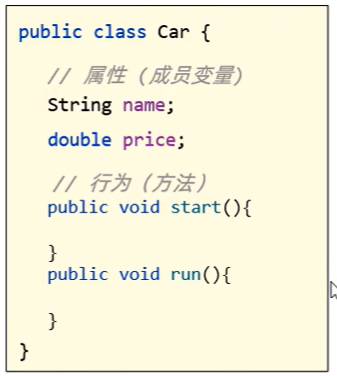 public class Car {
// 属性 (成员变量)
String name;
double price;
// 行为（方法）
public void start(){
}
public void run(){
}
}